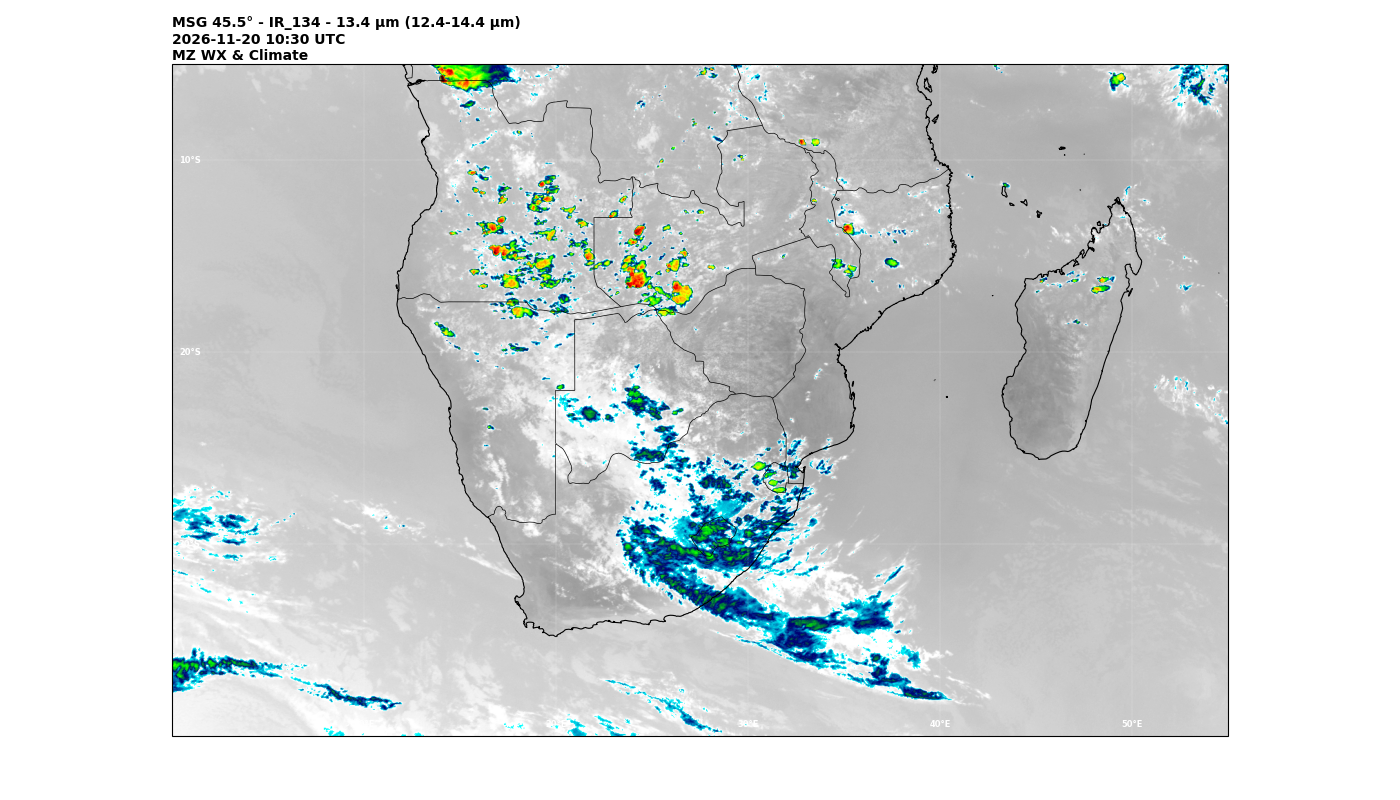 MSG 45.5° - IR_134 - 13.4 µm (12.4-14.4 µm)
2026-11-20 10:30 UTC
MZ WX & Climate
10°S
20°S
30°E
40°E
50°E